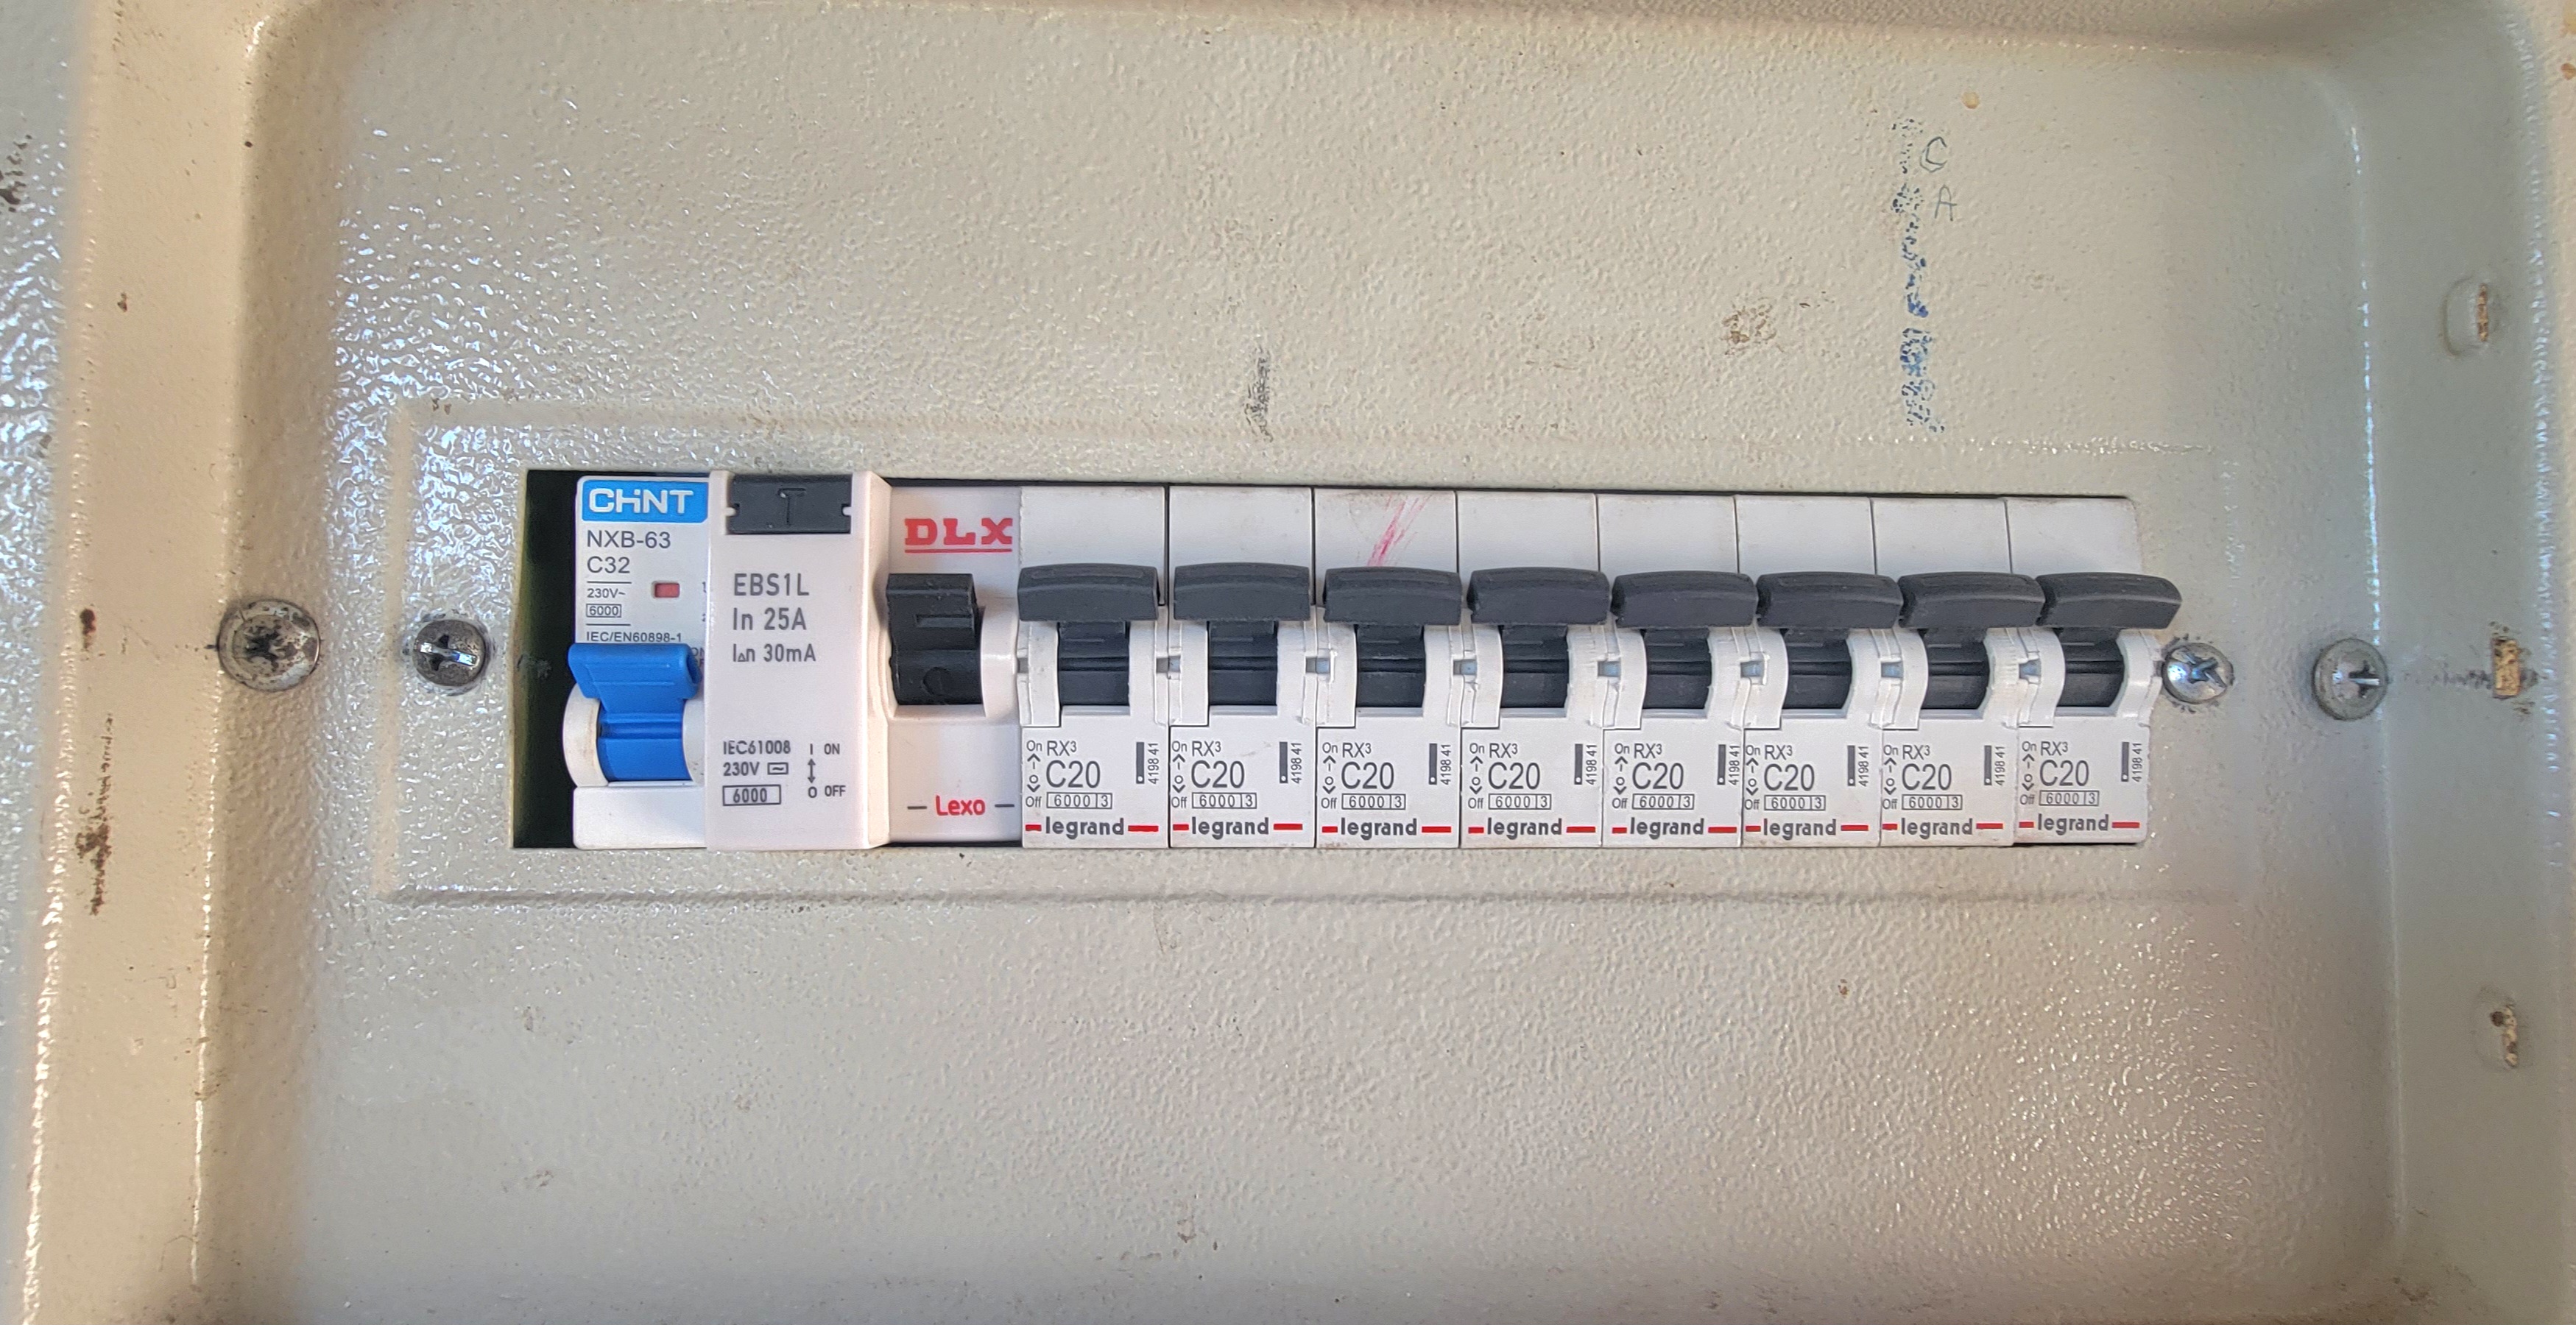 C
A
CHiNT
NXB-63
C32
230V~
6000
IEC/EN60898-1
T
EBS1L
In 25A
I∆n 30mA
IEC61008
230V
6000
I ON
O OFF
DLX
Lexo
On RX³
C20
Off 6000 3
419841
legrand
On RX³
C20
Off 6000 3
419841
legrand
On RX³
C20
Off 6000 3
419841
legrand
On RX³
C20
Off 6000 3
419841
legrand
On RX³
C20
Off 6000 3
419841
legrand
On RX³
C20
Off 6000 3
419841
legrand
On RX³
C20
Off 6000 3
419841
legrand
On RX³
C20
Off 6000 3
419841
legrand